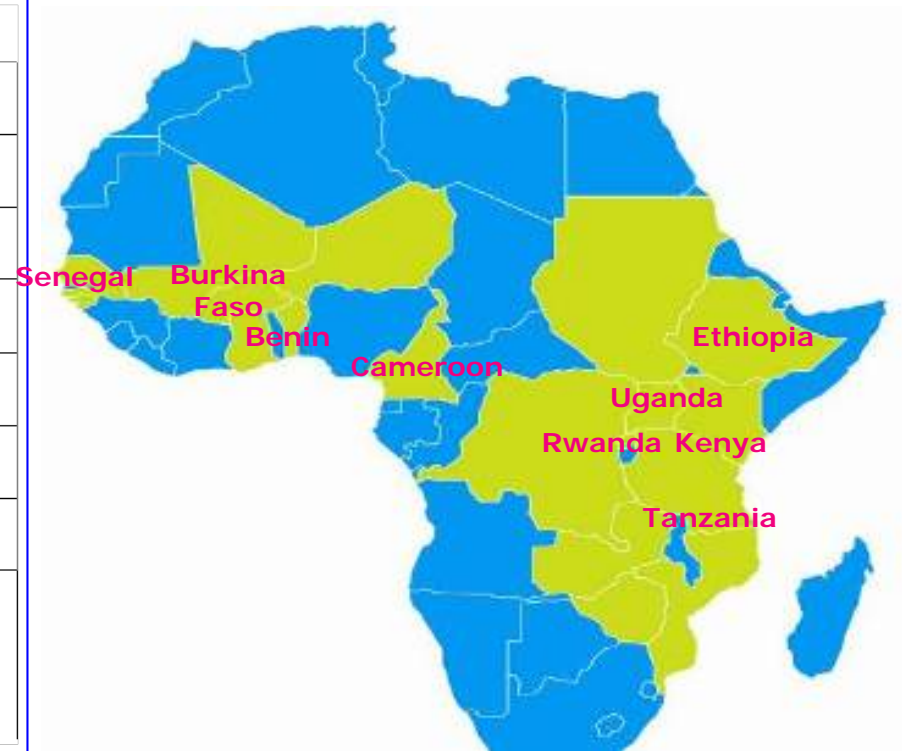 Senegal
Burkina
Faso
Benin
Cameroon
Ethiopia
Uganda
Rwanda Kenya
Tanzania